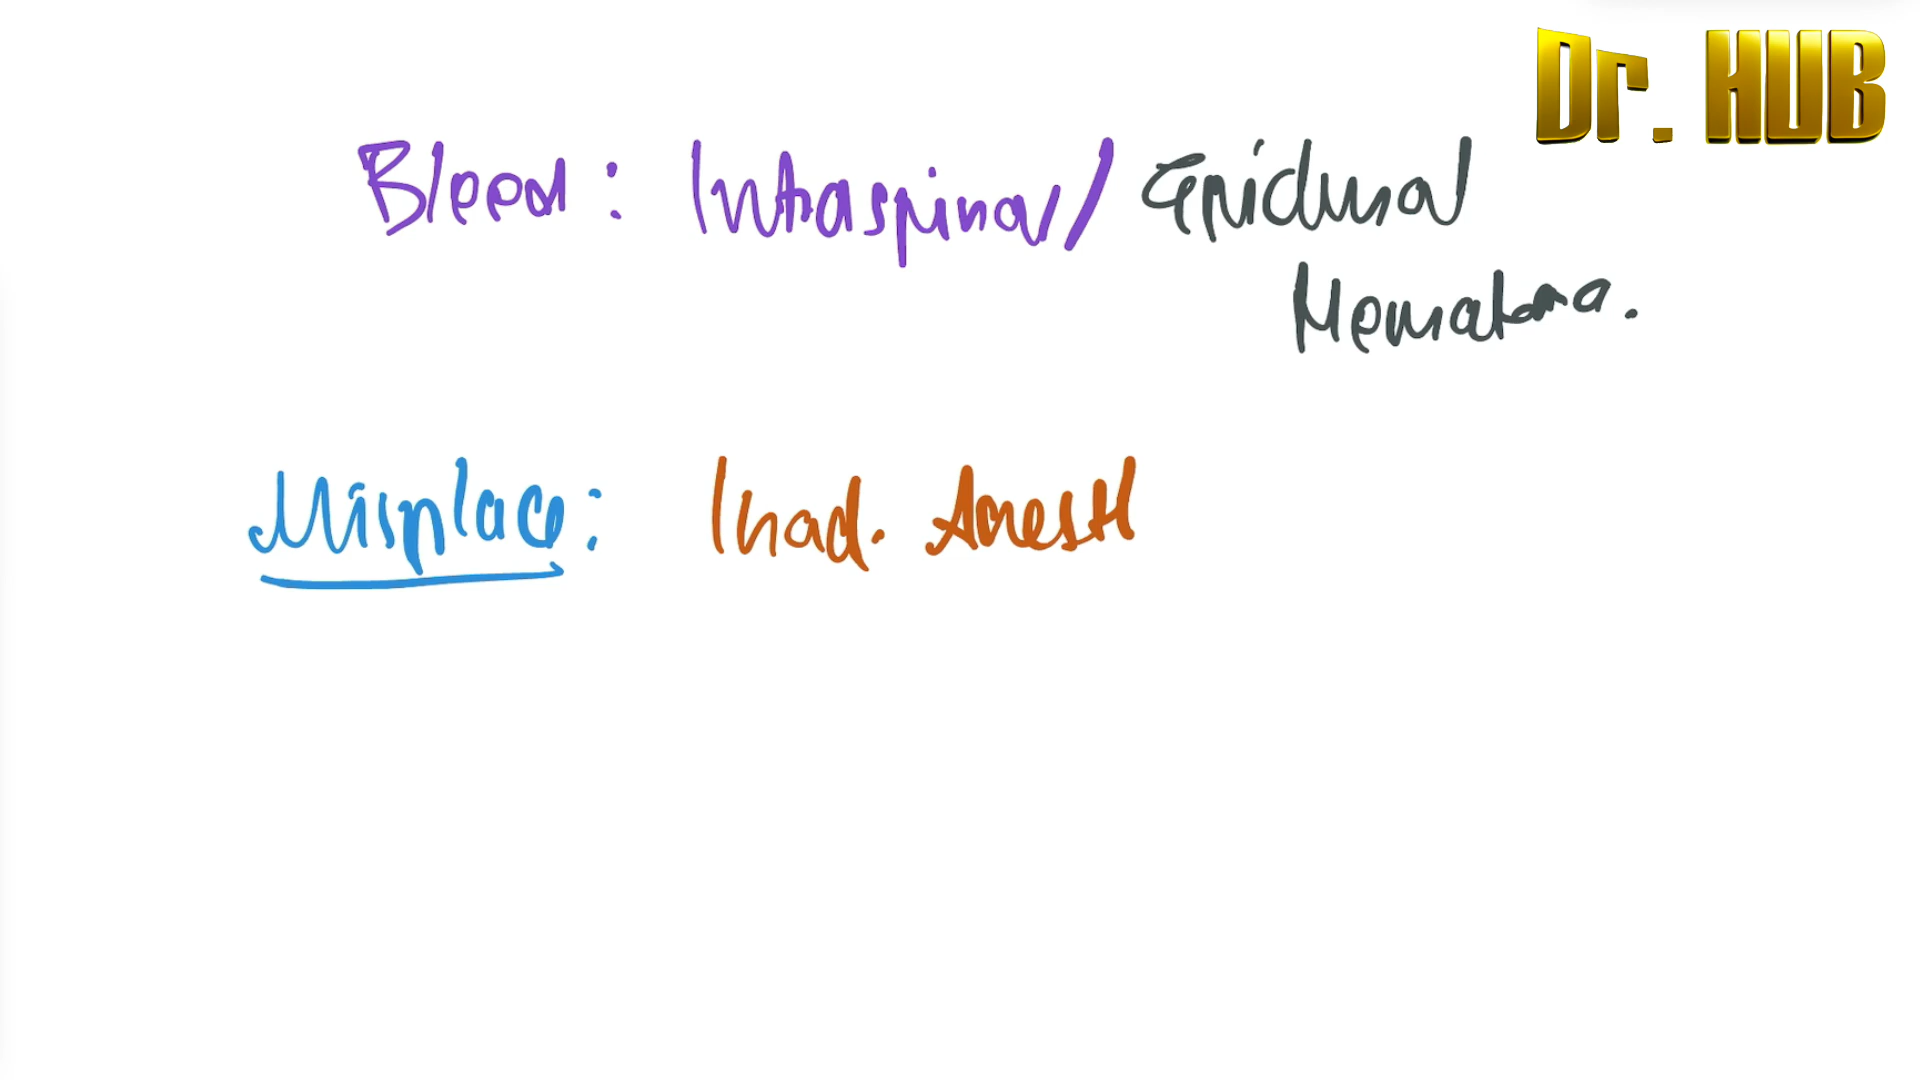 Dr. HUB
Bleed: Intraspinal/ Epidural
Hematoma.
Misplace: Inad. Anesth